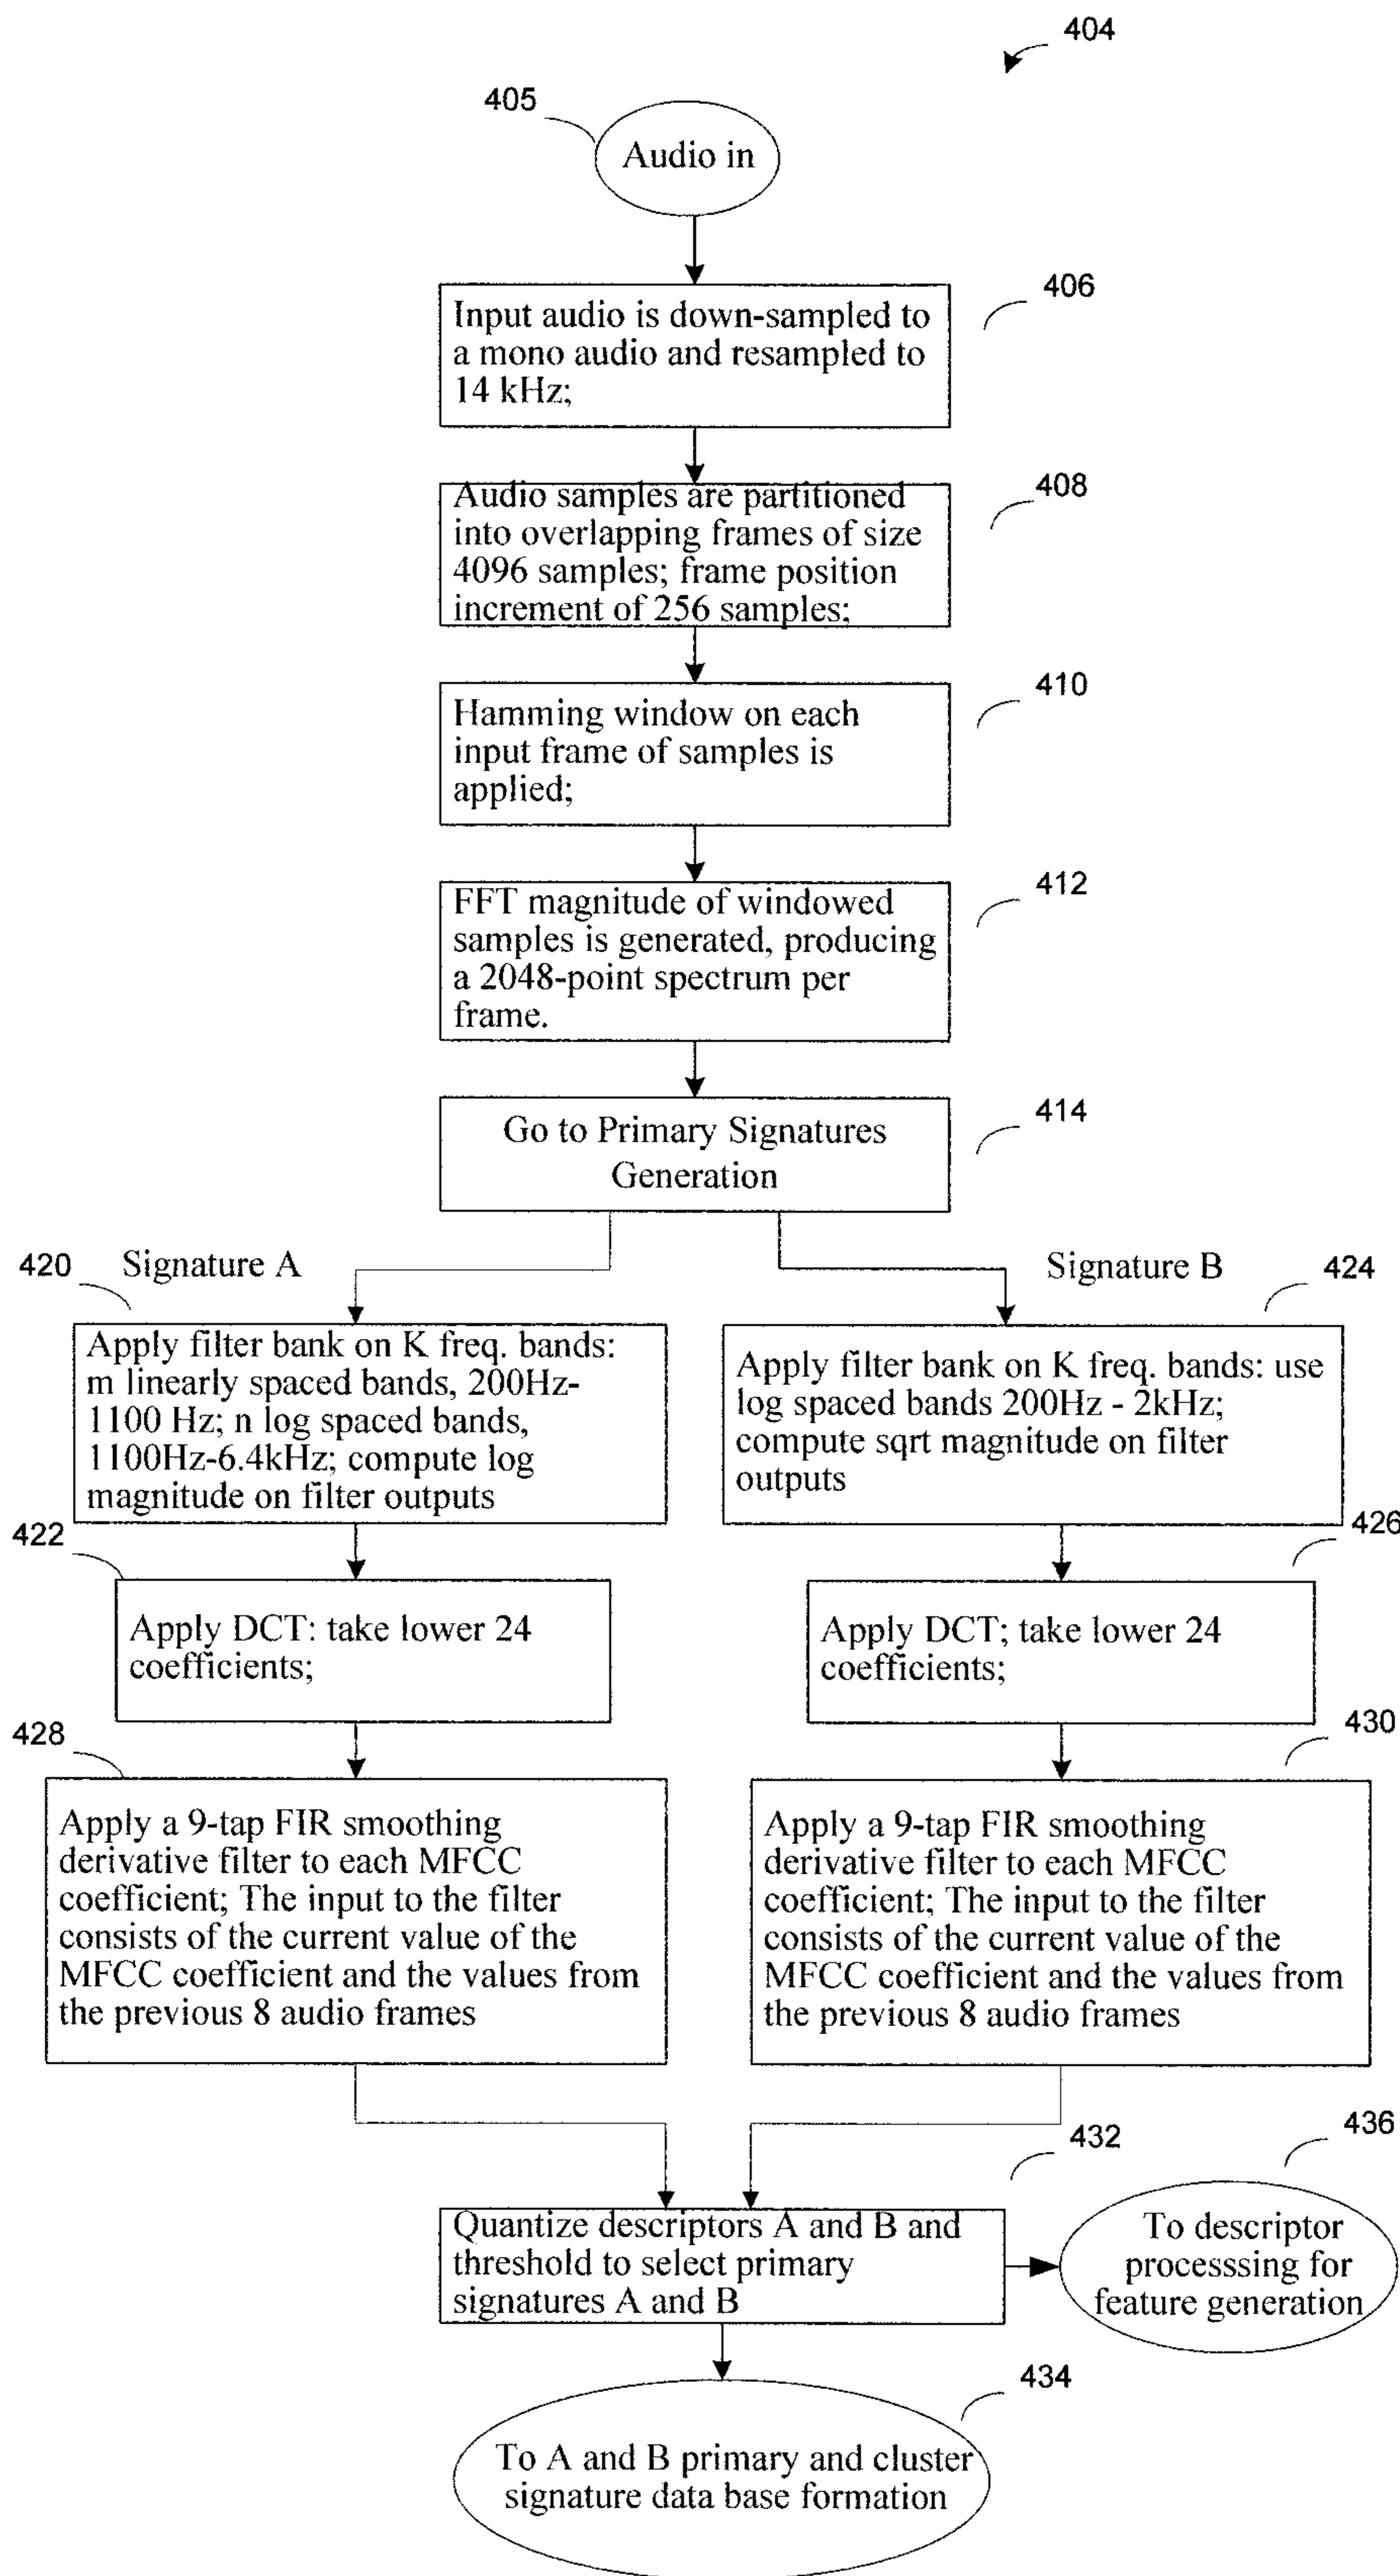 404
405
Audio in
406
Input audio is down-sampled to
a mono audio and resampled to
14 kHz;
408
Audio samples are partitioned
into overlapping frames of size
4096 samples; frame position
increment of 256 samples;
410
Hamming window on each
input frame of samples is
applied;
412
FFT magnitude of windowed
samples is generated, producing
a 2048-point spectrum per
frame.
414
Go to Primary Signatures
Generation
420
Signature A
Signature B
424
Apply filter bank on K freq. bands:
m linearly spaced bands, 200Hz-
1100 Hz; n log spaced bands,
1100Hz-6.4kHz; compute log
magnitude on filter outputs
Apply filter bank on K freq. bands: use
log spaced bands 200Hz - 2kHz;
compute sqrt magnitude on filter
outputs
422
426
Apply DCT: take lower 24
coefficients;
Apply DCT; take lower 24
coefficients;
428
430
Apply a 9-tap FIR smoothing
derivative filter to each MFCC
coefficient; The input to the filter
consists of the current value of the
MFCC coefficient and the values from
the previous 8 audio frames
Apply a 9-tap FIR smoothing
derivative filter to each MFCC
coefficient; The input to the filter
consists of the current value of the
MFCC coefficient and the values from
the previous 8 audio frames
432
436
Quantize descriptors A and B and
threshold to select primary
signatures A and B
To descriptor
processsing for
feature generation
434
To A and B primary and cluster
signature data base formation